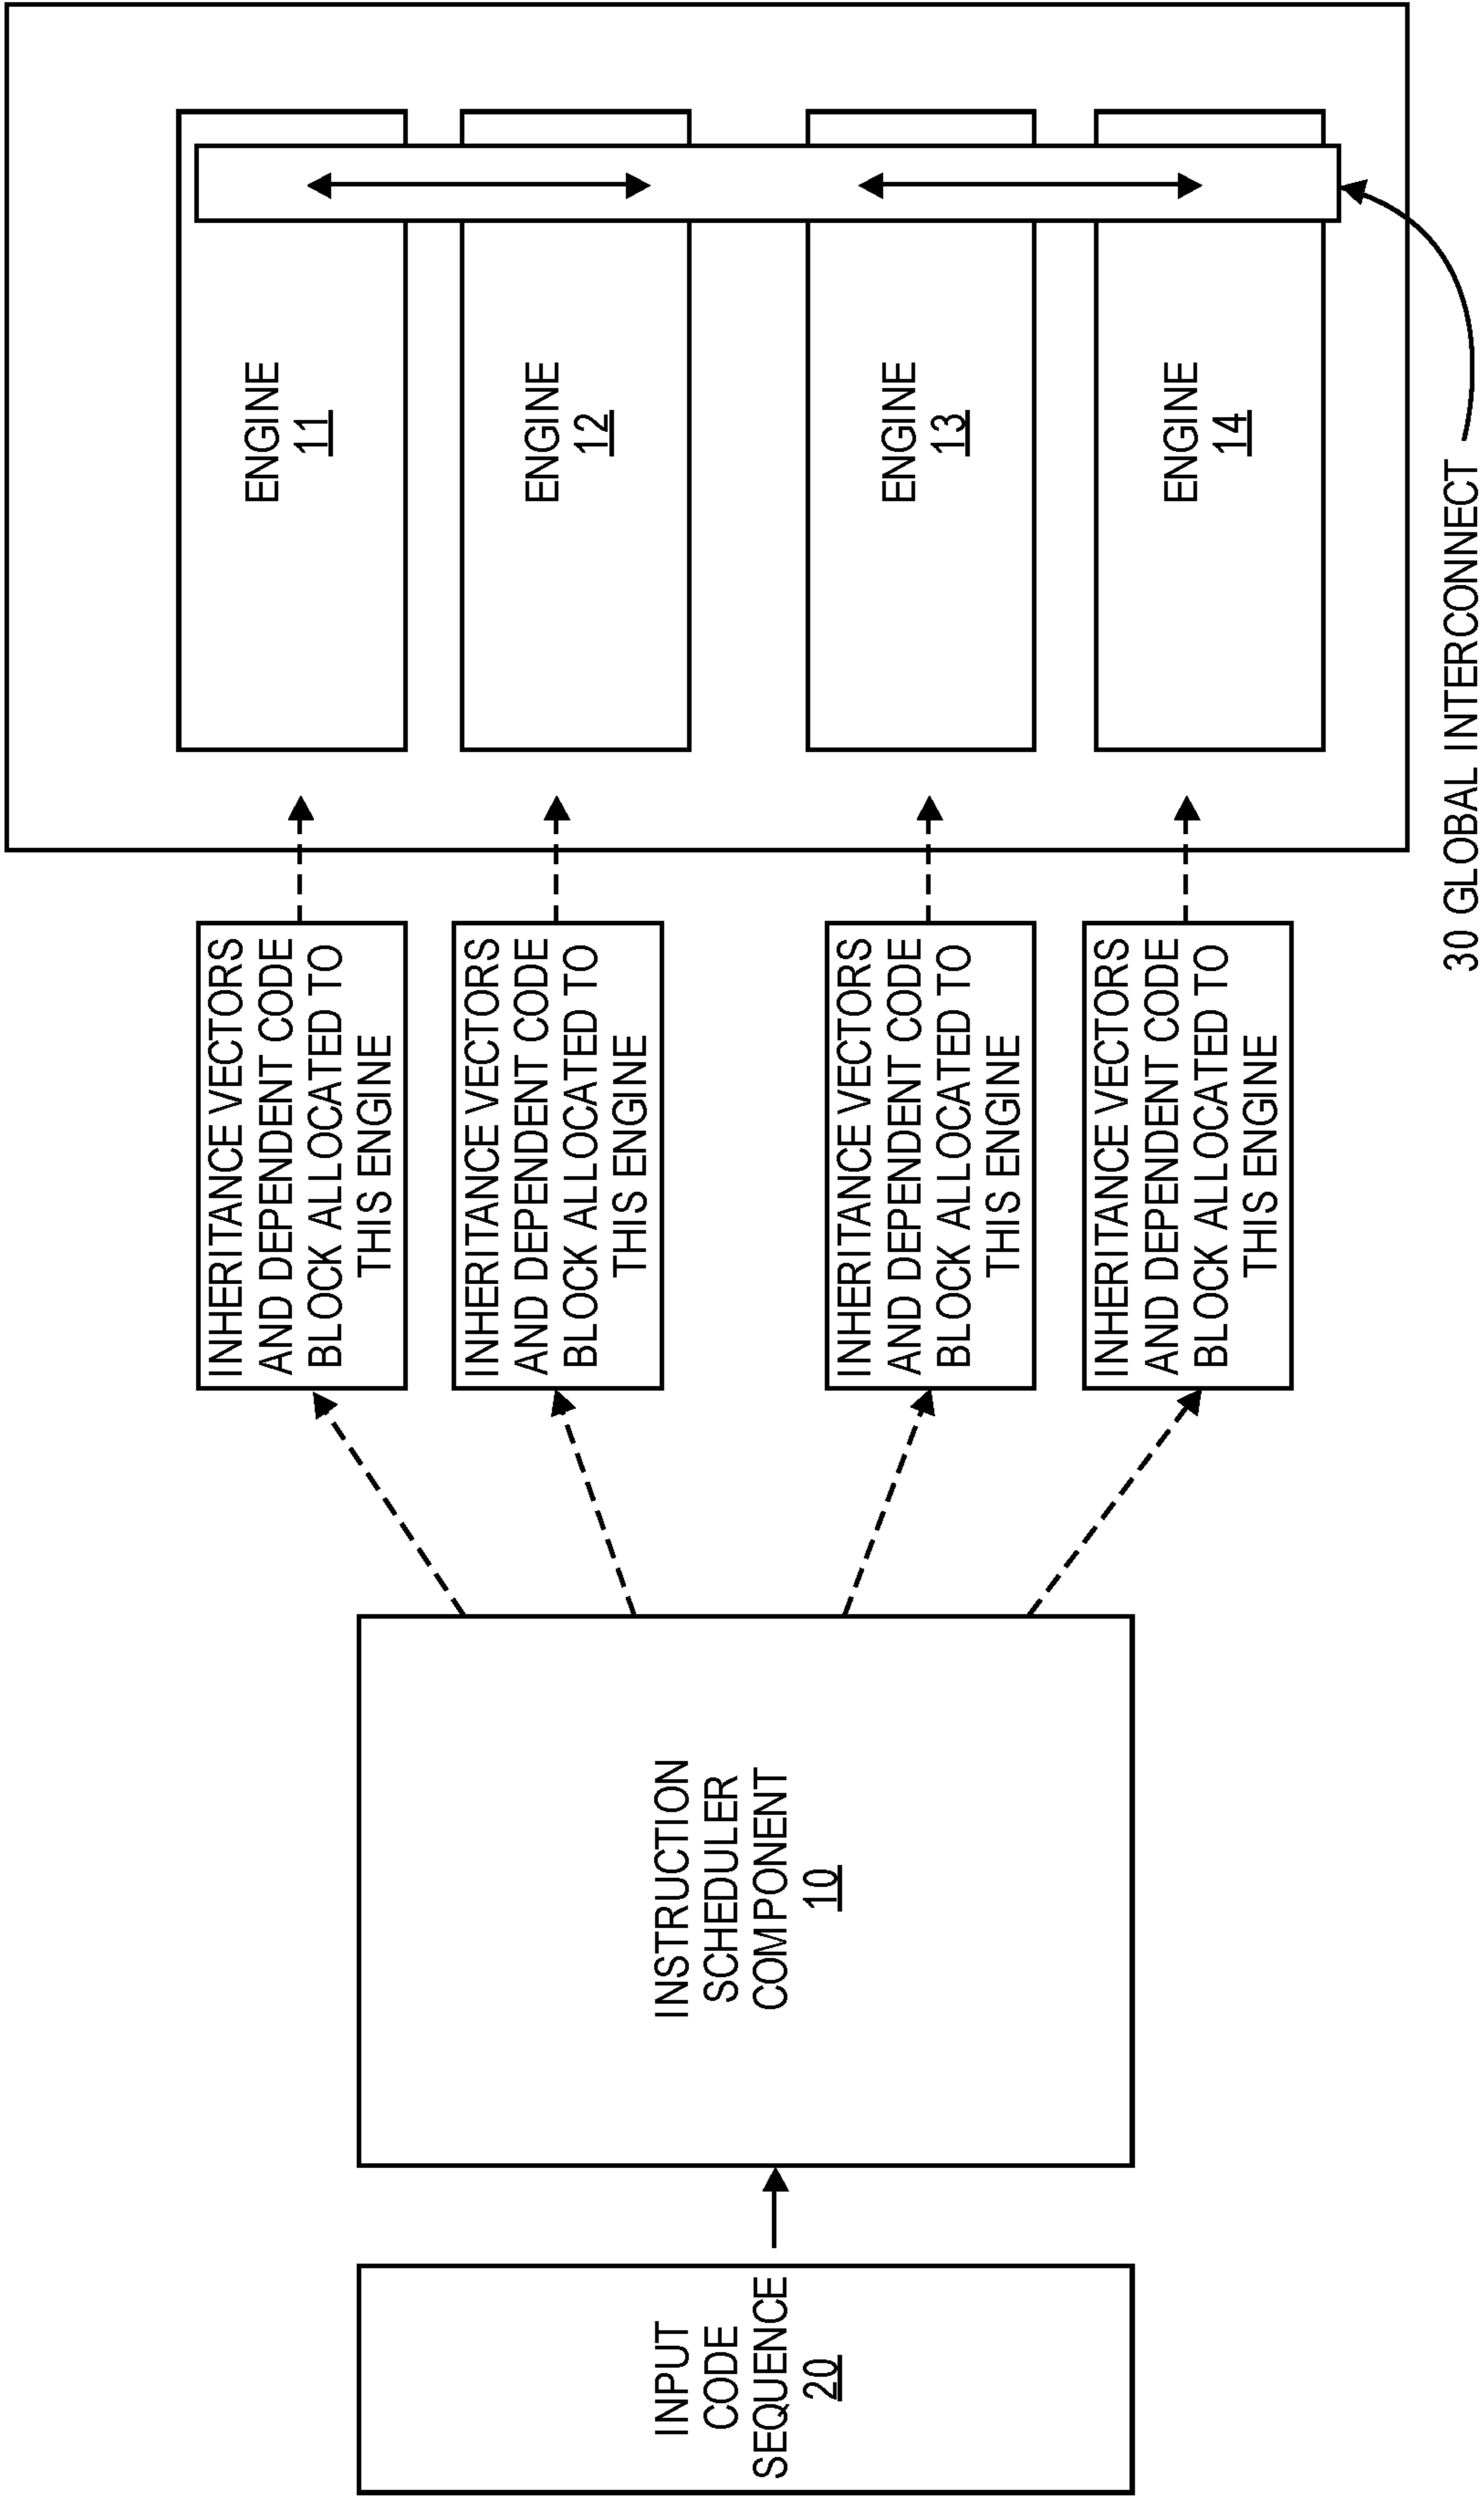 INPUT
CODE
SEQUENCE
20
INSTRUCTION
SCHEDULER
COMPONENT
10
INHERITANCE VECTORS
AND DEPENDENT CODE
BLOCK ALLOCATED TO
THIS ENGINE
INHERITANCE VECTORS
AND DEPENDENT CODE
BLOCK ALLOCATED TO
THIS ENGINE
INHERITANCE VECTORS
AND DEPENDENT CODE
BLOCK ALLOCATED TO
THIS ENGINE
INHERITANCE VECTORS
AND DEPENDENT CODE
BLOCK ALLOCATED TO
THIS ENGINE
ENGINE
11
ENGINE
12
ENGINE
13
ENGINE
14
30 GLOBAL INTERCONNECT